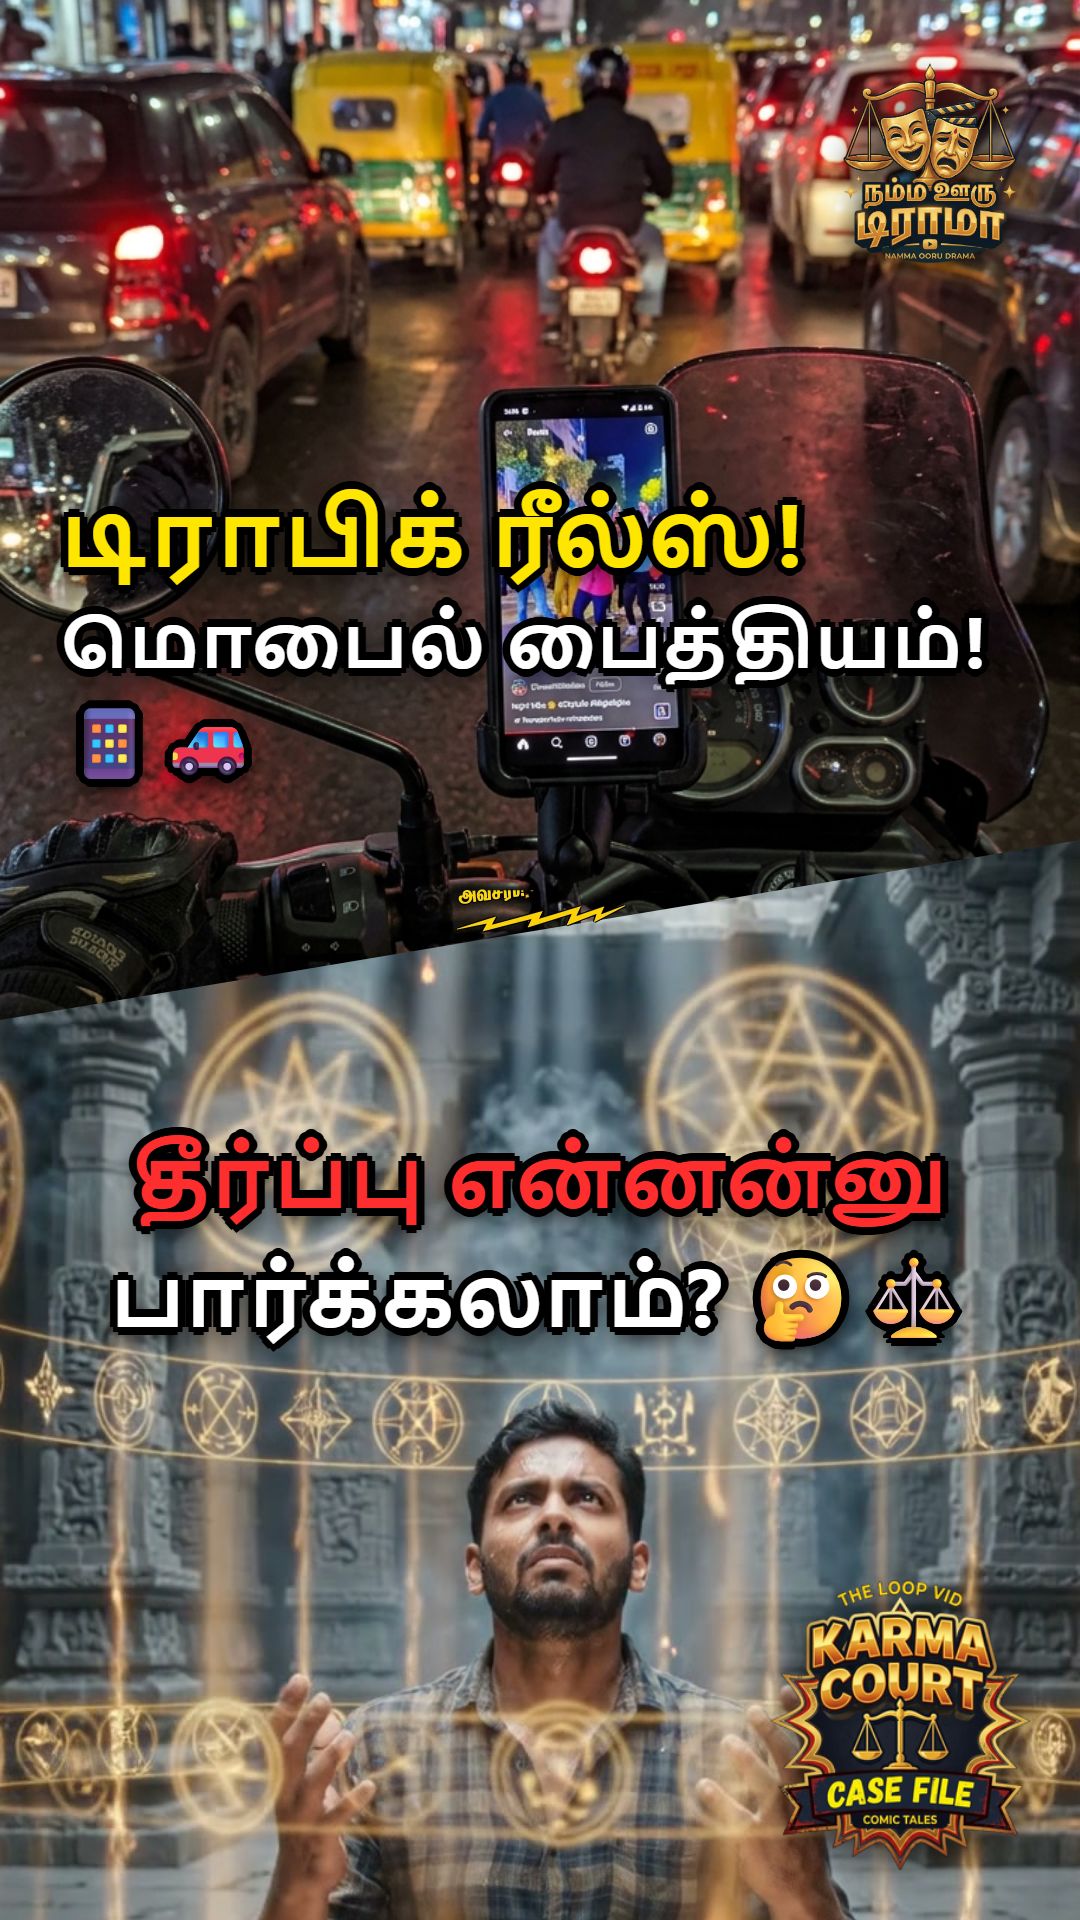 நம்ம ஊரு
டிராமா
NAMMA OORU DRAMA
டிராபிக் ரீல்ஸ்!
மொபைல் பைத்தியம்!
தீர்ப்பு என்னன்னு
பார்க்கலாம்?
THE LOOP VID
KARMA
COURT
CASE FILE
COMIC TALES